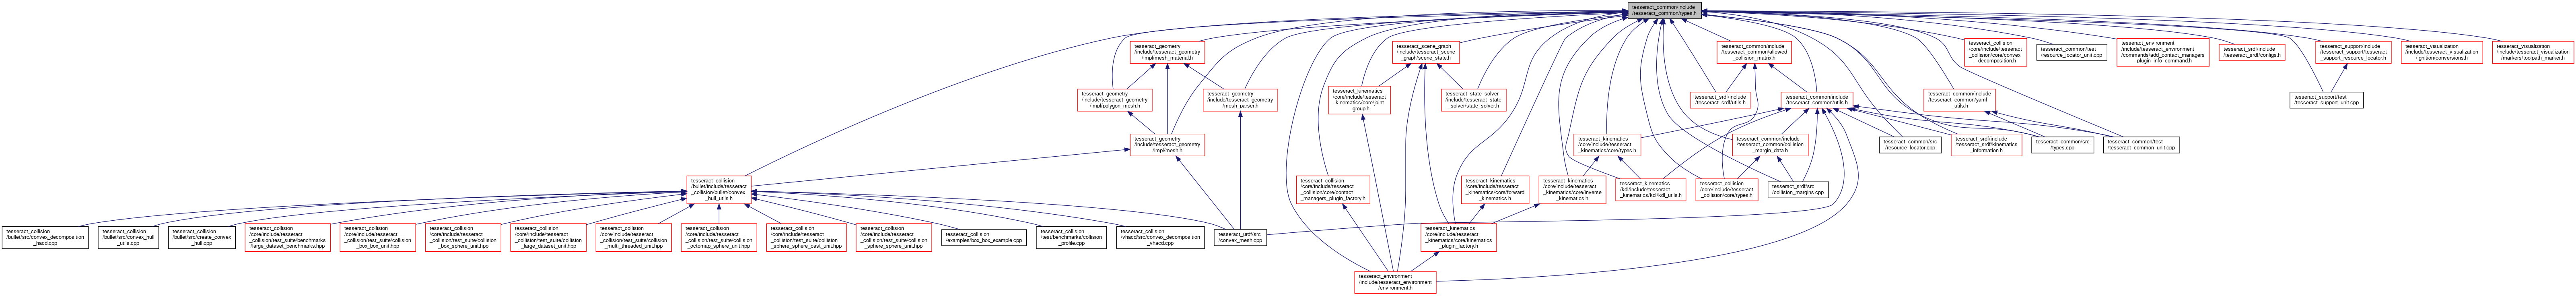 tesseract_common/include
/tesseract_common/types.h
tesseract_geometry
/include/tesseract_geometry
/impl/mesh_material.h
tesseract_scene_graph
/include/tesseract_scene
_graph/scene_state.h
tesseract_common/include
/tesseract_common/allowed
_collision_matrix.h
tesseract_collision
/core/include/tesseract
_collision/core/convex
_decomposition.h
tesseract_common/test
/resource_locator_unit.cpp
tesseract_environment
/include/tesseract_environment
/commands/add_contact_managers
_plugin_info_command.h
tesseract_srdf/include
/tesseract_srdf/configs.h
tesseract_support/include
/tesseract_support/tesseract
_support_resource_locator.h
tesseract_visualization
/include/tesseract_visualization
/ignition/conversions.h
tesseract_visualization
/include/tesseract_visualization
/markers/toolpath_marker.h
tesseract_geometry
/include/tesseract_geometry
/impl/polygon_mesh.h
tesseract_geometry
/include/tesseract_geometry
/mesh_parser.h
tesseract_kinematics
/core/include/tesseract
_kinematics/core/joint
_group.h
tesseract_state_solver
/include/tesseract_state
_solver/state_solver.h
tesseract_srdf/include
/tesseract_srdf/utils.h
tesseract_common/include
/tesseract_common/utils.h
tesseract_common/include
/tesseract_common/yaml
_utils.h
tesseract_support/test
/tesseract_support_unit.cpp
tesseract_geometry
/include/tesseract_geometry
/impl/mesh.h
tesseract_kinematics
/core/include/tesseract
_kinematics/core/types.h
tesseract_common/include
/tesseract_common/collision
_margin_data.h
tesseract_common/src
/resource_locator.cpp
tesseract_srdf/include
/tesseract_srdf/kinematics
_information.h
tesseract_common/src
/types.cpp
tesseract_common/test
/tesseract_common_unit.cpp
tesseract_collision
/bullet/include/tesseract
_collision/bullet/convex
_hull_utils.h
tesseract_collision
/core/include/tesseract
_collision/core/contact
_managers_plugin_factory.h
tesseract_kinematics
/core/include/tesseract
_kinematics/core/forward
_kinematics.h
tesseract_kinematics
/core/include/tesseract
_kinematics/core/inverse
_kinematics.h
tesseract_kinematics
/kdl/include/tesseract
_kinematics/kdl/kdl_utils.h
tesseract_collision
/core/include/tesseract
_collision/core/types.h
tesseract_srdf/src
/collision_margins.cpp
tesseract_collision
/bullet/src/convex_decomposition
_hacd.cpp
tesseract_collision
/bullet/src/convex_hull
_utils.cpp
tesseract_collision
/bullet/src/create_convex
_hull.cpp
tesseract_collision
/core/include/tesseract
_collision/test_suite/benchmarks
/large_dataset_benchmarks.hpp
tesseract_collision
/core/include/tesseract
_collision/test_suite/collision
_box_box_unit.hpp
tesseract_collision
/core/include/tesseract
_collision/test_suite/collision
_box_sphere_unit.hpp
tesseract_collision
/core/include/tesseract
_collision/test_suite/collision
_large_dataset_unit.hpp
tesseract_collision
/core/include/tesseract
_collision/test_suite/collision
_multi_threaded_unit.hpp
tesseract_collision
/core/include/tesseract
_collision/test_suite/collision
_octomap_sphere_unit.hpp
tesseract_collision
/core/include/tesseract
_collision/test_suite/collision
_sphere_sphere_cast_unit.hpp
tesseract_collision
/core/include/tesseract
_collision/test_suite/collision
_sphere_sphere_unit.hpp
tesseract_collision
/examples/box_box_example.cpp
tesseract_collision
/test/benchmarks/collision
_profile.cpp
tesseract_collision
/vhacd/src/convex_decomposition
_vhacd.cpp
tesseract_urdf/src
/convex_mesh.cpp
tesseract_kinematics
/core/include/tesseract
_kinematics/core/kinematics
_plugin_factory.h
tesseract_environment
/include/tesseract_environment
/environment.h